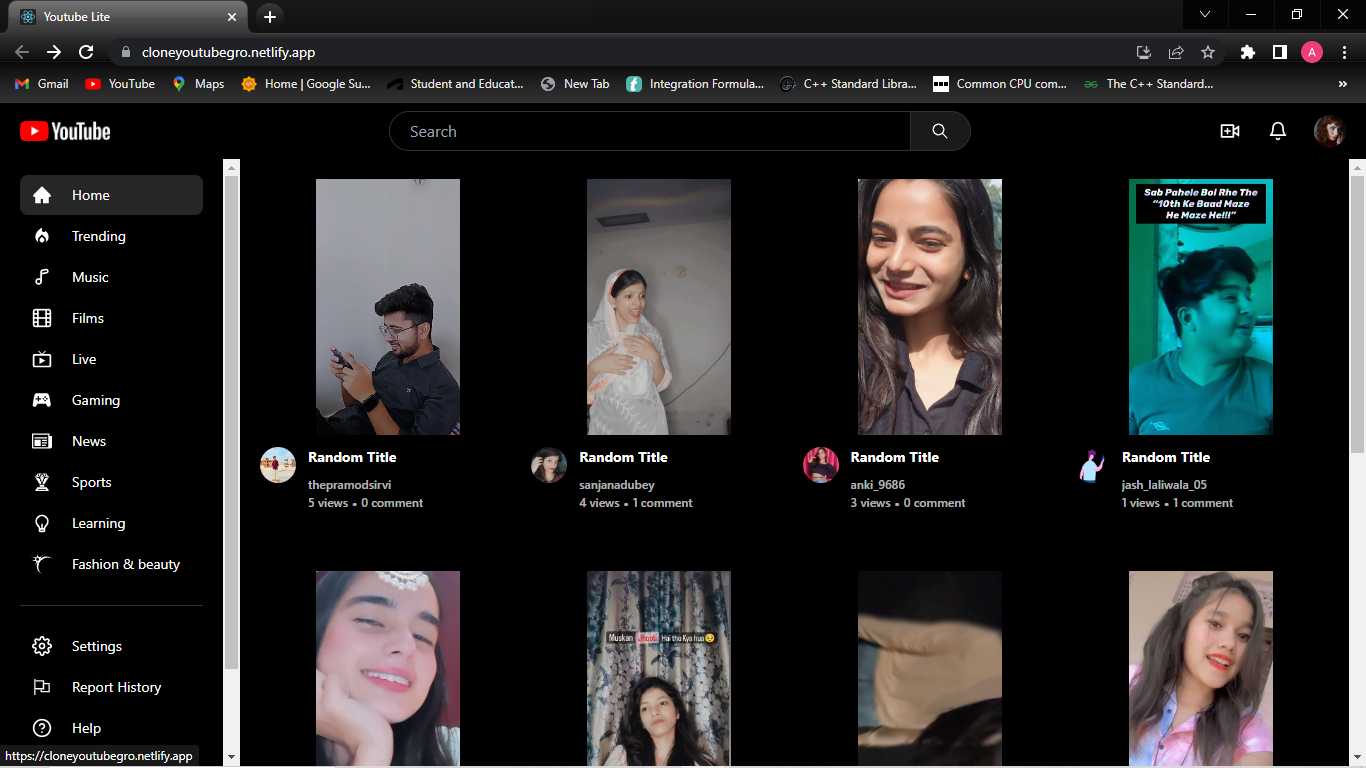 Youtube Lite
cloneyoutubegro.netlify.app
A
Gmail
YouTube
Maps
Home | Google Su...
Student and Educat...
New Tab
Integration Formula...
C++ Standard Libra...
Common CPU com...
The C++ Standard...
»
YouTube
Search
Home
Trending
Music
Films
Live
Gaming
News
Sports
Learning
Fashion & beauty
Settings
Report History
Help
https://cloneyoutubegro.netlify.app
Sab Pahele Bol Rhe The
“10th Ke Baad Maze
He Maze He!!!”
Random Title
thepramodsirvi
5 views • 0 comment
Random Title
sanjanadubey
4 views • 1 comment
Random Title
anki_9686
3 views • 0 comment
Random Title
jash_laliwala_05
1 views • 1 comment
Muskan Jhooti Hai tho Kyo hua🥺